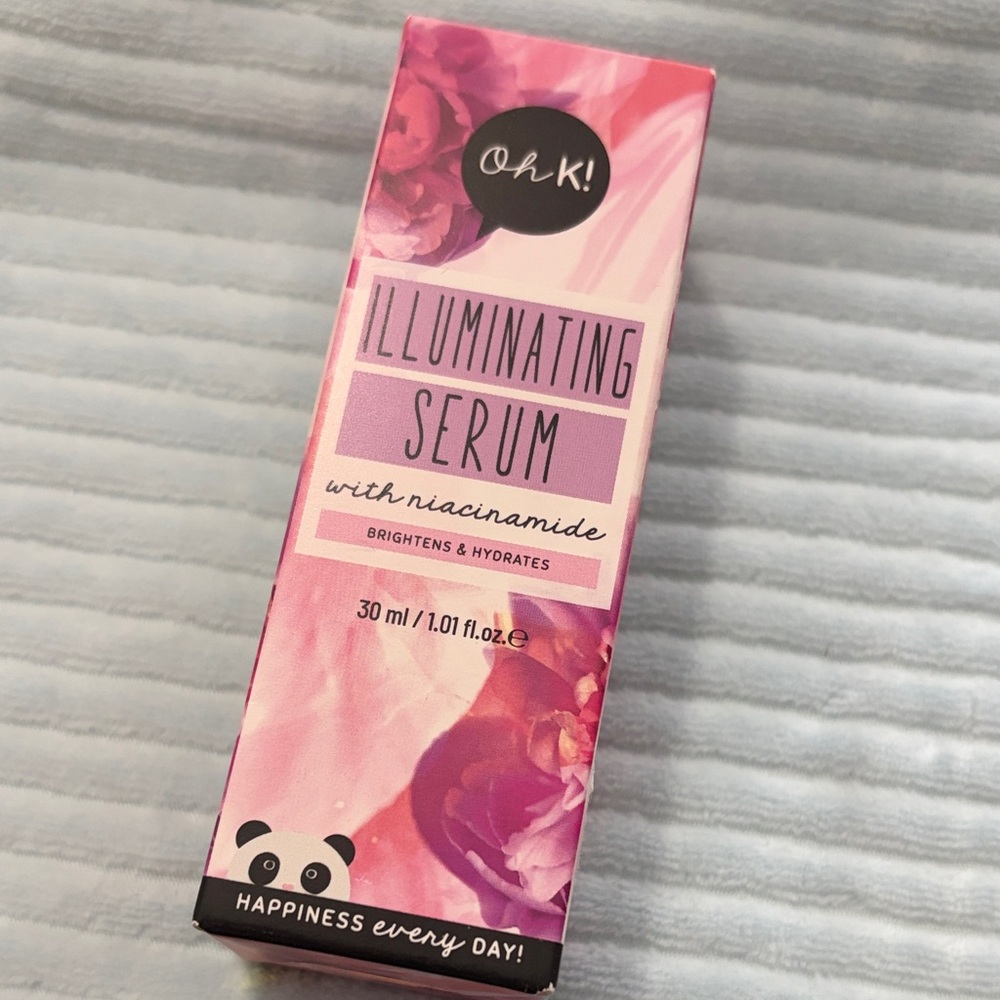 Oh K!
ILLUMINATING
SERUM
with niacinamide
BRIGHTENS & HYDRATES
30 ml / 1.01 fl.oz.℮
HAPPINESS every DAY!